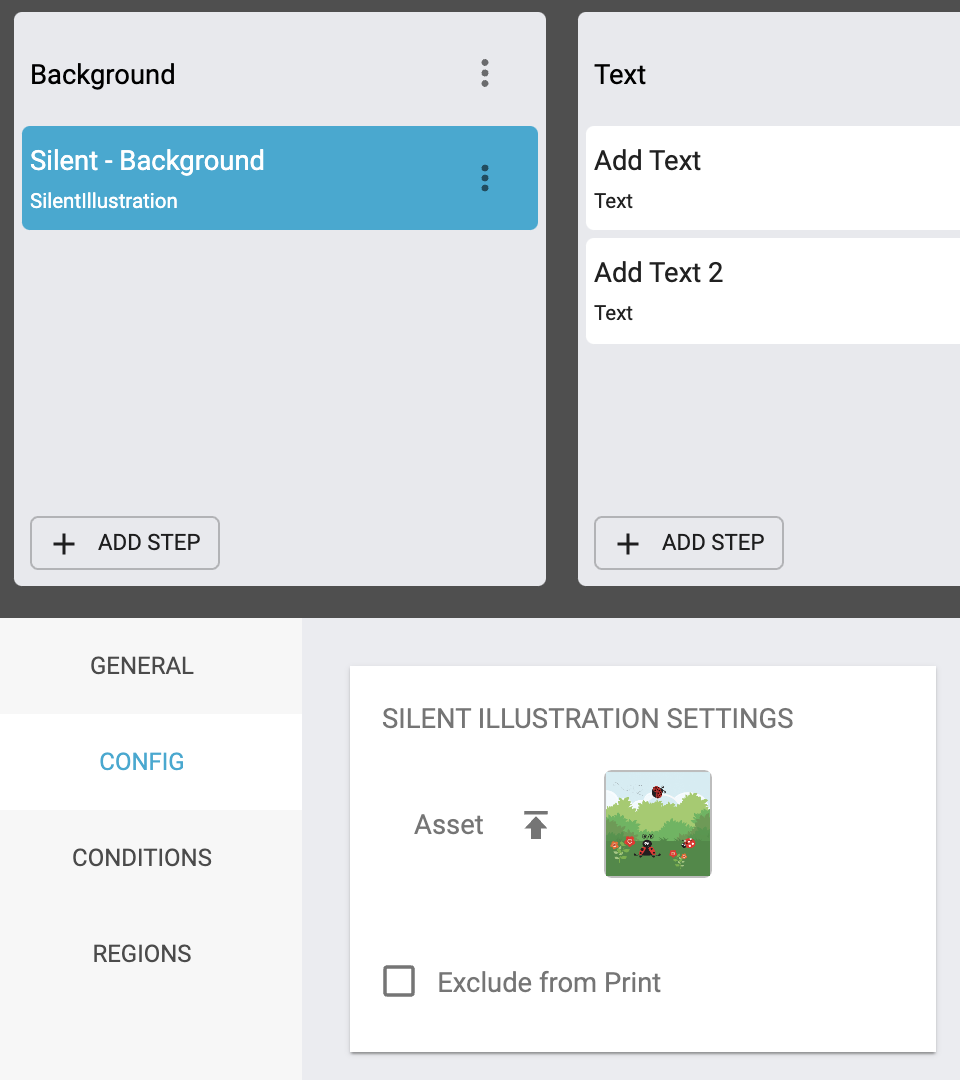 Background
Silent - Background
SilentIllustration
ADD STEP
Text
Add Text
Text
Add Text 2
Text
ADD STEP
GENERAL
CONFIG
CONDITIONS
REGIONS
SILENT ILLUSTRATION SETTINGS
Asset
Exclude from Print